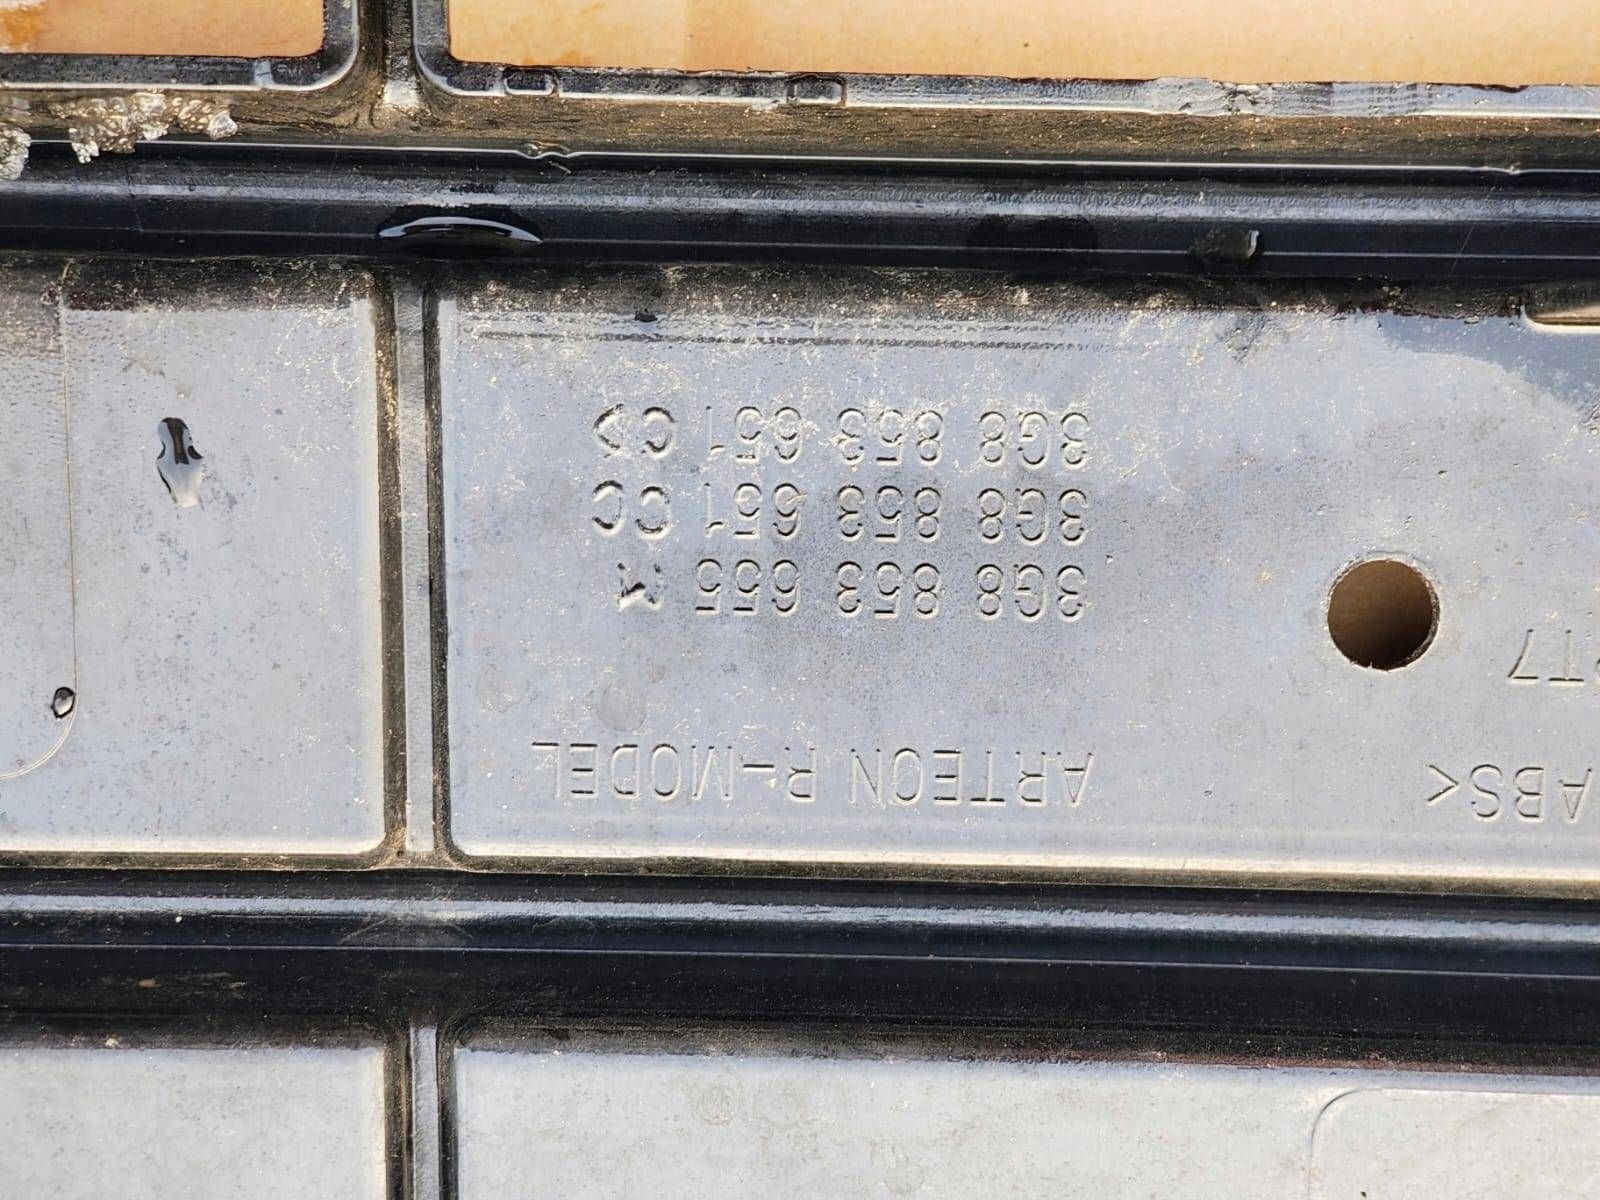 ABS<
ARTEON R-MODEL
3G8 853 655
3G8 853 651 CC
3G8 853 651